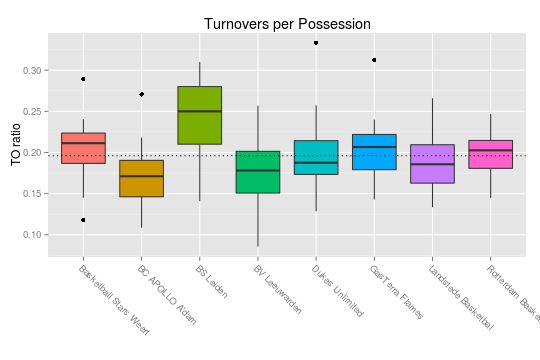 Turnovers per Possession
TO ratio
0.30
0.25
0.20
0.15
0.10
Basketball Stars Weert
BC APOLLO A'dam
BS Leiden
BV Leeuwarden
Dukes Unlimited
GasTerra Flames
Landstede Basketbal
Rotterdam Baske